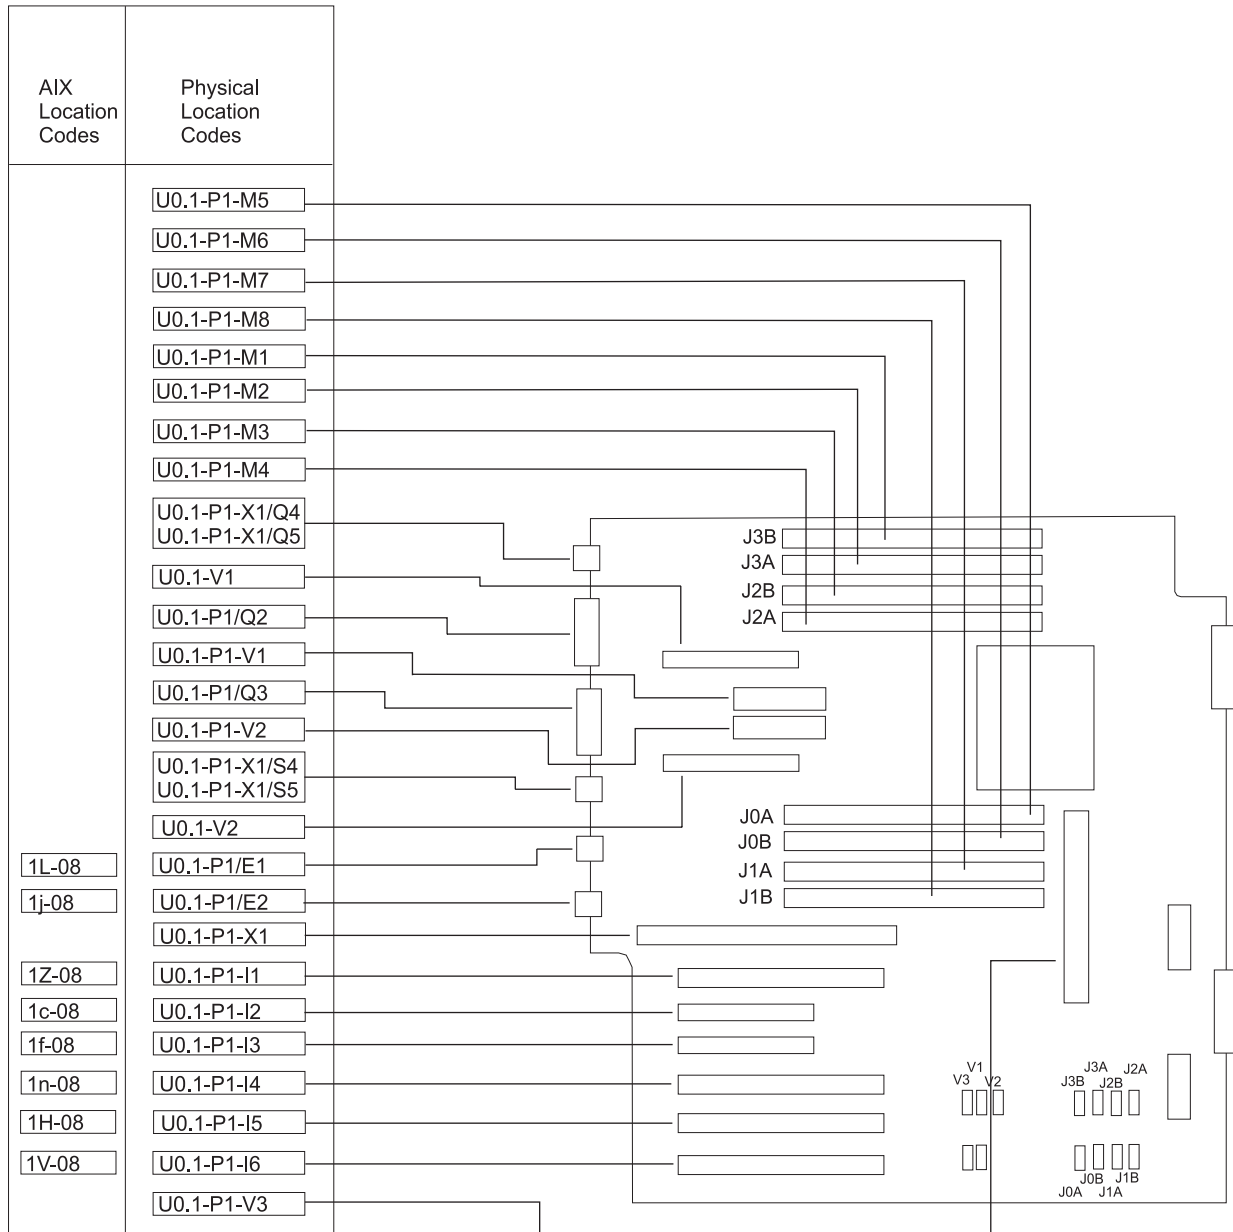 AIX
Location
Codes
Physical
Location
Codes
U0.1-P1-M5
U0.1-P1-M6
U0.1-P1-M7
U0.1-P1-M8
U0.1-P1-M1
U0.1-P1-M2
U0.1-P1-M3
U0.1-P1-M4
U0.1-P1-X1/Q4
U0.1-P1-X1/Q5
U0.1-V1
U0.1-P1/Q2
U0.1-P1-V1
U0.1-P1/Q3
U0.1-P1-V2
U0.1-P1-X1/S4
U0.1-P1-X1/S5
U0.1-V2
1L-08 U0.1-P1/E1
1j-08 U0.1-P1/E2
U0.1-P1-X1
1Z-08 U0.1-P1-I1
1c-08 U0.1-P1-I2
1f-08 U0.1-P1-I3
1n-08 U0.1-P1-I4
1H-08 U0.1-P1-I5
1V-08 U0.1-P1-I6
U0.1-P1-V3
J3B
J3A
J2B
J2A
J0A
J0B
J1A
J1B
V1
V3 V2
J3A J2A
J3B J2B
J0B J1B
J0A J1A